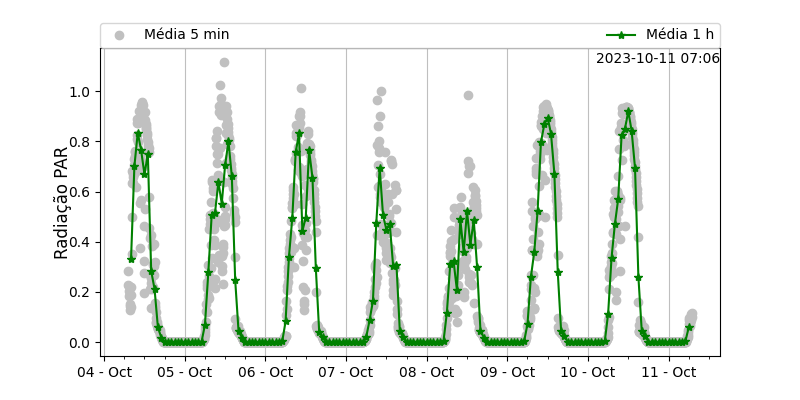 Média 5 min
Média 1 h
2023-10-11 07:06
Radiação PAR
1.0
0.8
0.6
0.4
0.2
0.0
04 - Oct
05 - Oct
06 - Oct
07 - Oct
08 - Oct
09 - Oct
10 - Oct
11 - Oct